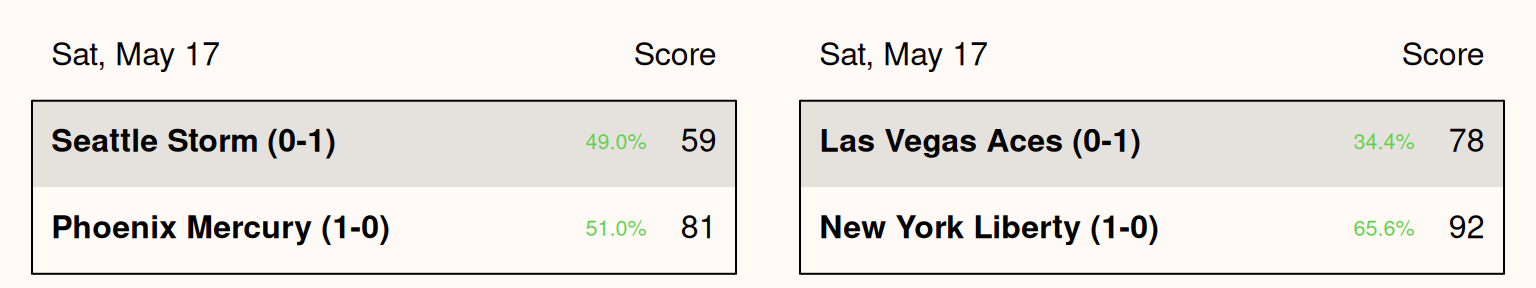 Sat, May 17 Score
Seattle Storm (0-1) 49.0% 59
Phoenix Mercury (1-0) 51.0% 81
Sat, May 17 Score
Las Vegas Aces (0-1) 34.4% 78
New York Liberty (1-0) 65.6% 92